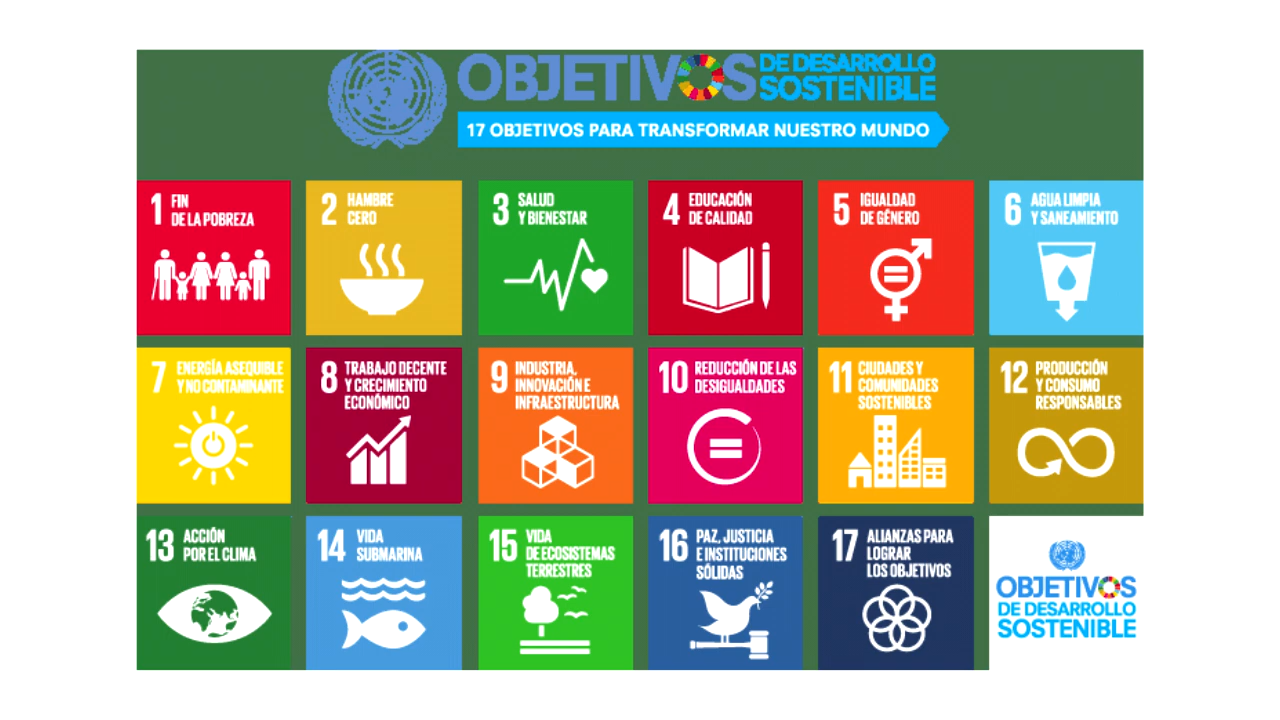 OBJETIVOS DE DESARROLLO
SOSTENIBLE
17 OBJETIVOS PARA TRANSFORMAR NUESTRO MUNDO
1 FIN
DE LA POBREZA
2 HAMBRE
CERO
3 SALUD
Y BIENESTAR
4 EDUCACIÓN
DE CALIDAD
5 IGUALDAD
DE GÉNERO
6 AGUA LIMPIA
Y SANEAMIENTO
7 ENERGÍA ASEQUIBLE
Y NO CONTAMINANTE
8 TRABAJO DECENTE
Y CRECIMIENTO
ECONÓMICO
9 INDUSTRIA,
INNOVACIÓN E
INFRAESTRUCTURA
10 REDUCCIÓN DE LAS
DESIGUALDADES
11 CIUDADES Y
COMUNIDADES
SOSTENIBLES
12 PRODUCCIÓN
Y CONSUMO
RESPONSABLES
13 ACCIÓN
POR EL CLIMA
14 VIDA
SUBMARINA
15 VIDA
DE ECOSISTEMAS
TERRESTRES
16 PAZ, JUSTICIA
E INSTITUCIONES
SÓLIDAS
17 ALIANZAS PARA
LOGRAR
LOS OBJETIVOS
OBJETIVOS
DE DESARROLLO
SOSTENIBLE